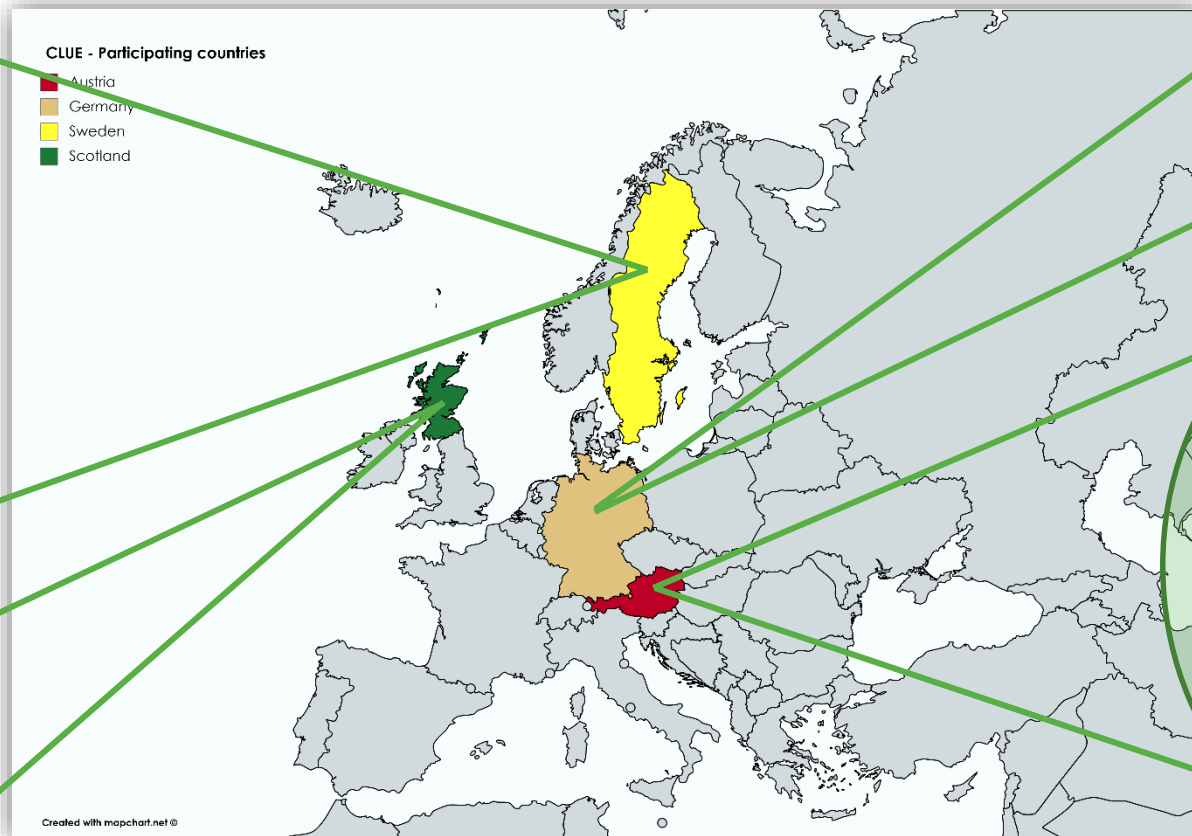 CLUE - Participating countries
Austria
Germany
Sweden
Scotland
Created with mapchart.net ©